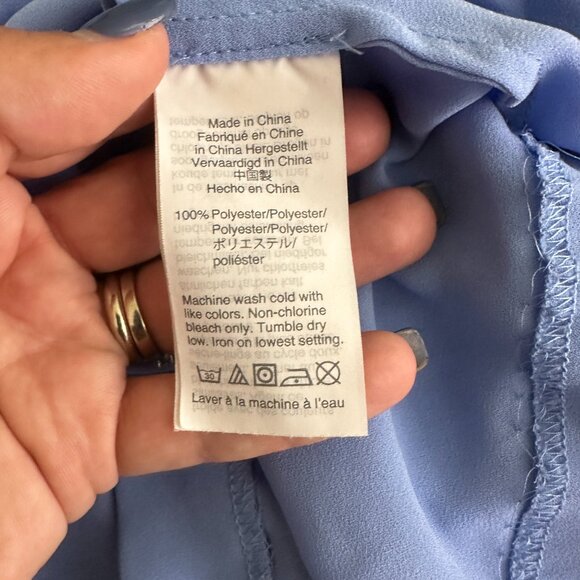 Made in China
Fabriqué en Chine
in China Hergestellt
Vervaardigd in China
中国製
Hecho en China
100% Polyester/Polyester/
Polyester/Polyester/
ポリエステル/
poliéster
Machine wash cold with
like colors. Non-chlorine
bleach only. Tumble dry
low. Iron on lowest setting.
30
Laver à la machine à l'eau